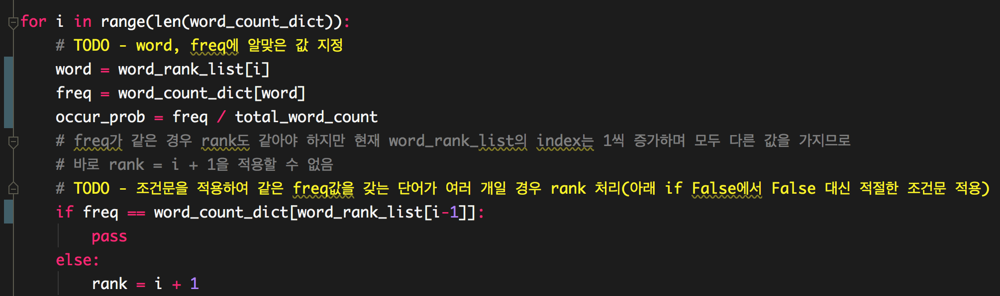 for i in range(len(word_count_dict)):
# TODO - word, freq에 알맞은 값 지정
word = word_rank_list[i]
freq = word_count_dict[word]
occur_prob = freq / total_word_count
# freq가 같은 경우 rank도 같아야 하지만 현재 word_rank_list의 index는 1씩 증가하며 모두 다른 값을 가지므로
# 바로 rank = i + 1을 적용할 수 없음
# TODO - 조건문을 적용하여 같은 freq값을 갖는 단어가 여러 개일 경우 rank 처리(아래 if False에서 False 대신 적절한 조건문 적용)
if freq == word_count_dict[word_rank_list[i-1]]:
pass
else:
rank = i + 1